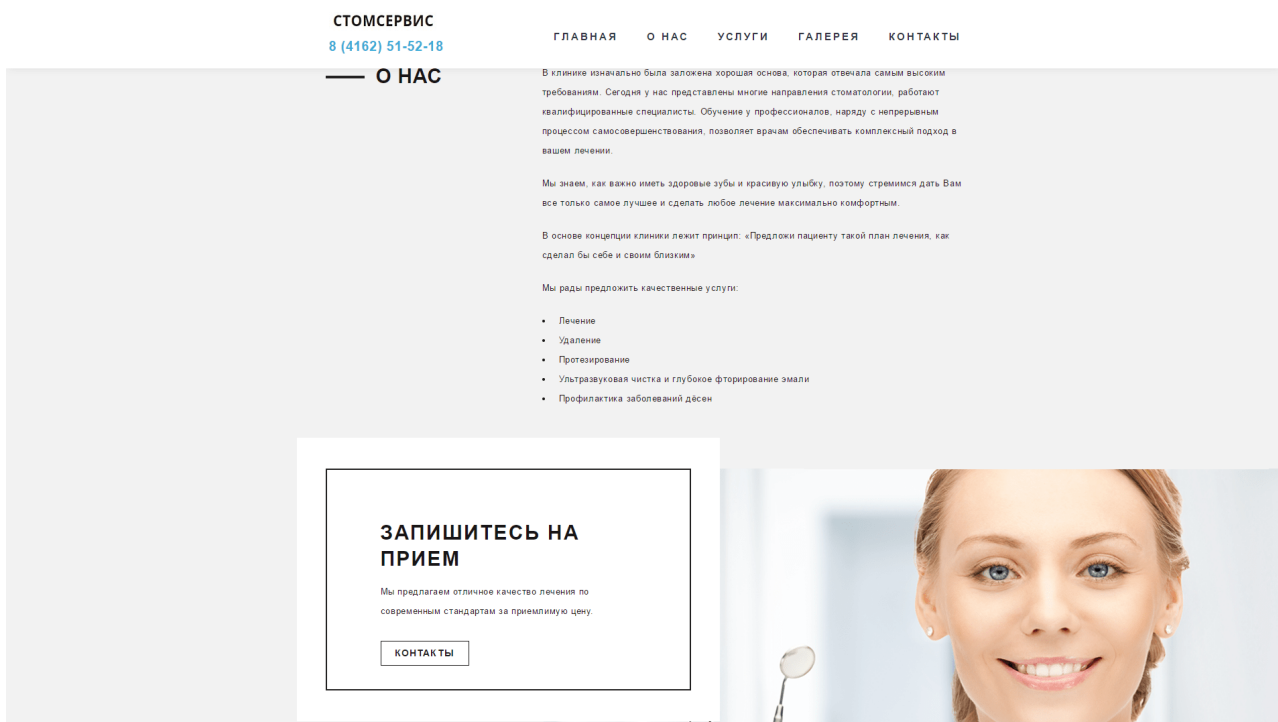 СТОМСЕРВИС
8 (4162) 51-52-18
ГЛАВНАЯ
О НАС
УСЛУГИ
ГАЛЕРЕЯ
КОНТАКТЫ
О НАС
В клинике изначально была заложена хорошая основа, которая отвечала самым высоким
требованиям. Сегодня у нас представлены многие направления стоматологии, работают
квалифицированные специалисты. Обучение у профессионалов, наряду с непрерывным
процессом самосовершенствования, позволяет врачам обеспечивать комплексный подход в
вашем лечении.
Мы знаем, как важно иметь здоровые зубы и красивую улыбку, поэтому стремимся дать Вам
все только самое лучшее и сделать любое лечение максимально комфортным.
В основе концепции клиники лежит принцип: «Предложи пациенту такой план лечения, как
сделал бы себе и своим близким»
Мы рады предложить качественные услуги:
• Лечение
• Удаление
• Протезирование
• Ультразвуковая чистка и глубокое фторирование эмали
• Профилактика заболеваний дёсен
ЗАПИШИТЕСЬ НА
ПРИЕМ
Мы предлагаем отличное качество лечения по
современным стандартам за приемлимую цену.
КОНТАКТЫ